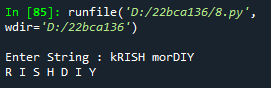 In [85]: runfile('D:/22bca136/8.py',
wdir='D:/22bca136')
Enter String : kRISH morDIY
R I S H D I Y